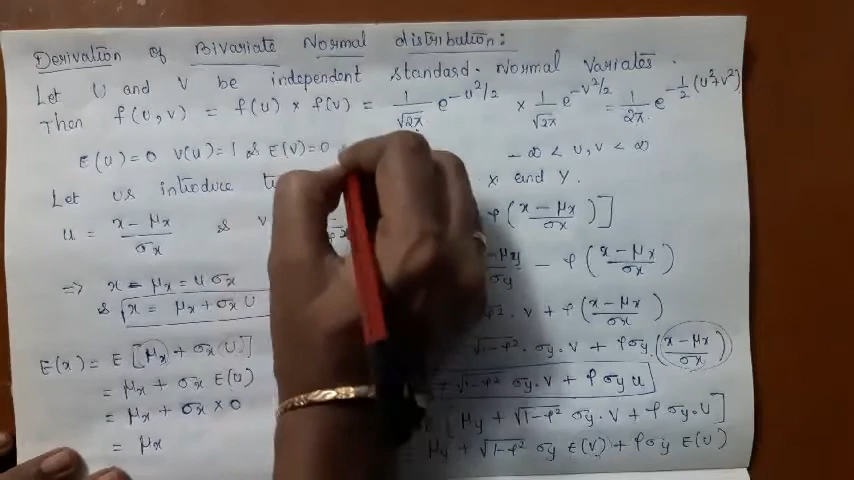 Derivation of Bivariate Normal distribution:
Let U and V be independent standard. Normal Variates.
Then f(u,v) = f(u) × f(v) = 1/√2π e^(-u²/2) × 1/√2π e^(-v²/2) = 1/2π e^(-1/2 (u²+v²))
E(U)=0 V(U)=1 & E(V)=0 -∞ < u, v < ∞
Let us introduce X and Y.
u = (x - μx)/σx & V ρ((x - μx)/σx)]
- ρ((x - μx)/σx)
=> x - μx = u σx
V + ρ((x - μx)/σx)
& x = μx + σx U
√1-ρ² . σy . V + ρσy ((x - μx)/σx)
E(x) = E [μx + σx U]
= √1-ρ² σy . V + ρ σy u
= μx + σx E(U)
[μy + √1-ρ² σy . V + ρ σy . U]
= μx + σx × 0
μy + √1-ρ² σy E(V) + ρσy E(U)
= μx